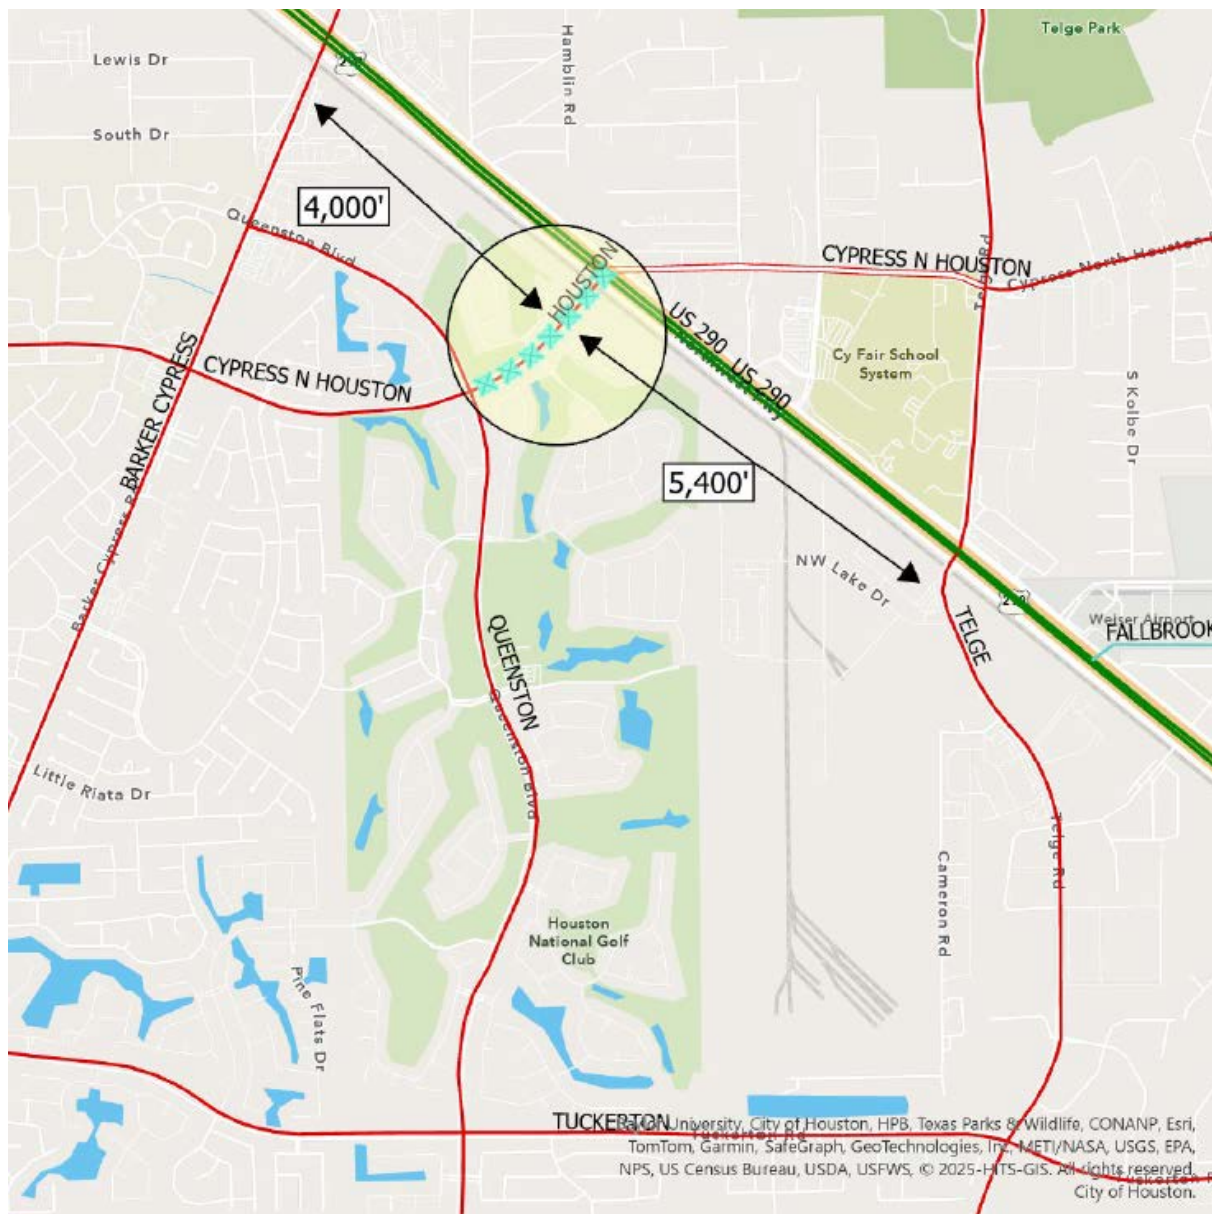 Lewis Dr
South Dr
Hamblin Rd
Telge Park
4,000'
Queenston Blvd
HOUSTON
CYPRESS N HOUSTON
Telge Rd
Cypress North Houston
US 290
US 290
Northwest Fwy
Cy Fair School
System
S Kolbe Dr
BARKER CYPRESS
CYPRESS N HOUSTON
5,400'
Barker Cypress
NW Lake Dr
290
Weiser Airport
FALLBROOK
TELGE
QUEENSTON
Queenston Blvd
Little Riata Dr
Telge Rd
Cameron Rd
Houston
National Golf
Club
Pine Flats Dr
TUCKERTON
Tuckerton Rd
University, City of Houston, HPB, Texas Parks & Wildlife, CONANP, Esri,
TomTom, Garmin, SafeGraph, GeoTechnologies, Inc, METI/NASA, USGS, EPA,
NPS, US Census Bureau, USDA, USFWS, © 2025-HITS-GIS. All rights reserved.
Tuckerton
City of Houston.